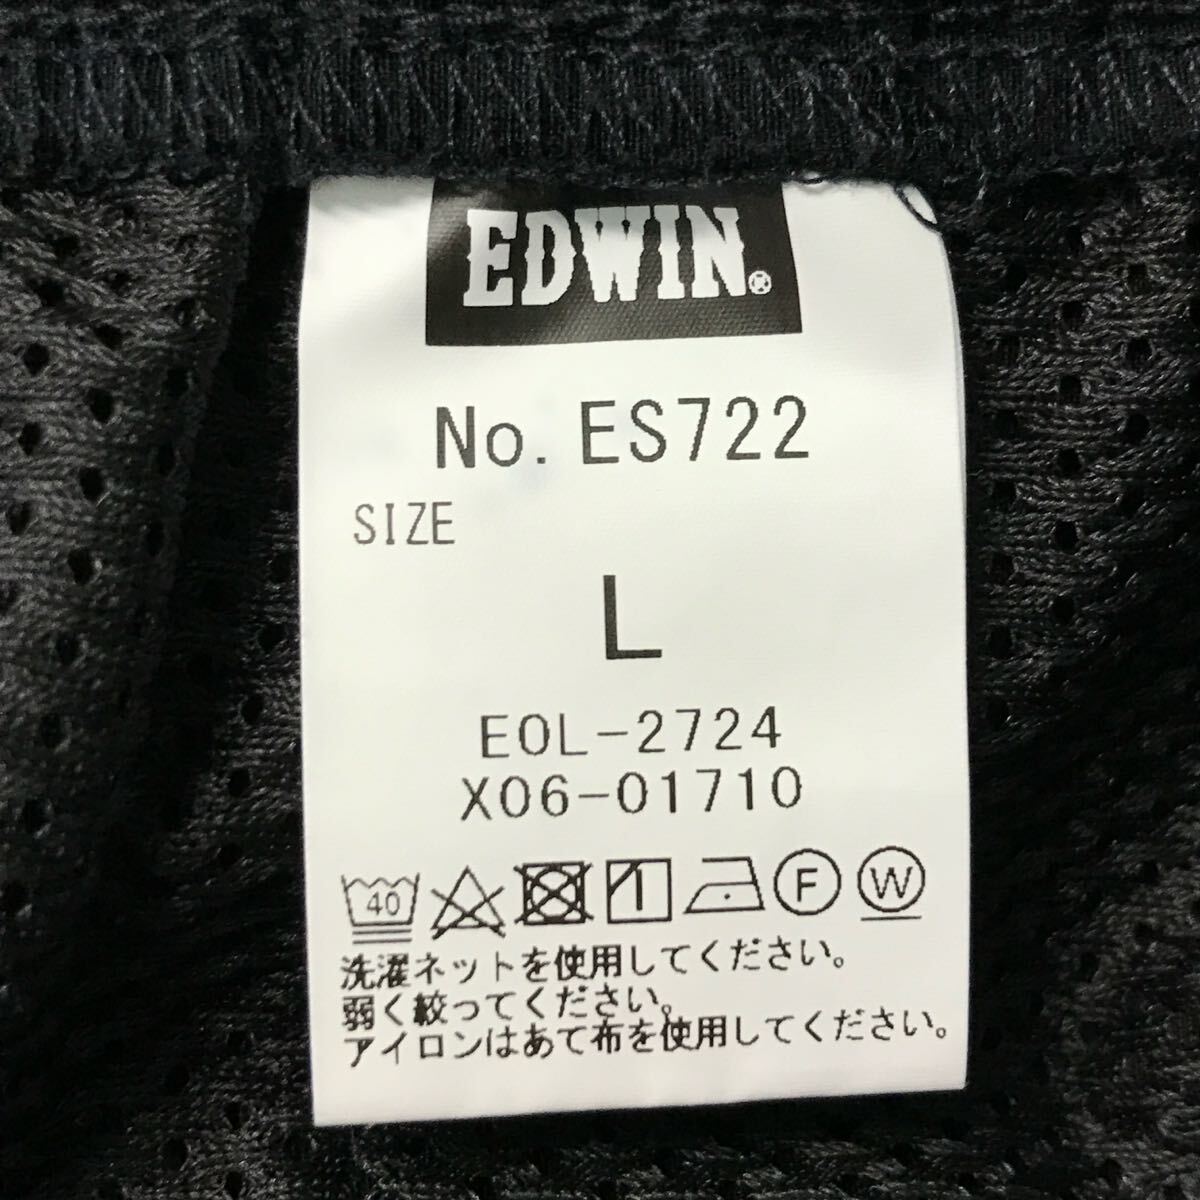 EDWIN®
No. ES722
SIZE
L
EOL-2724
X06-01710
40 F W
洗濯ネットを使用してください。
弱く絞ってください。
アイロンはあて布を使用してください。